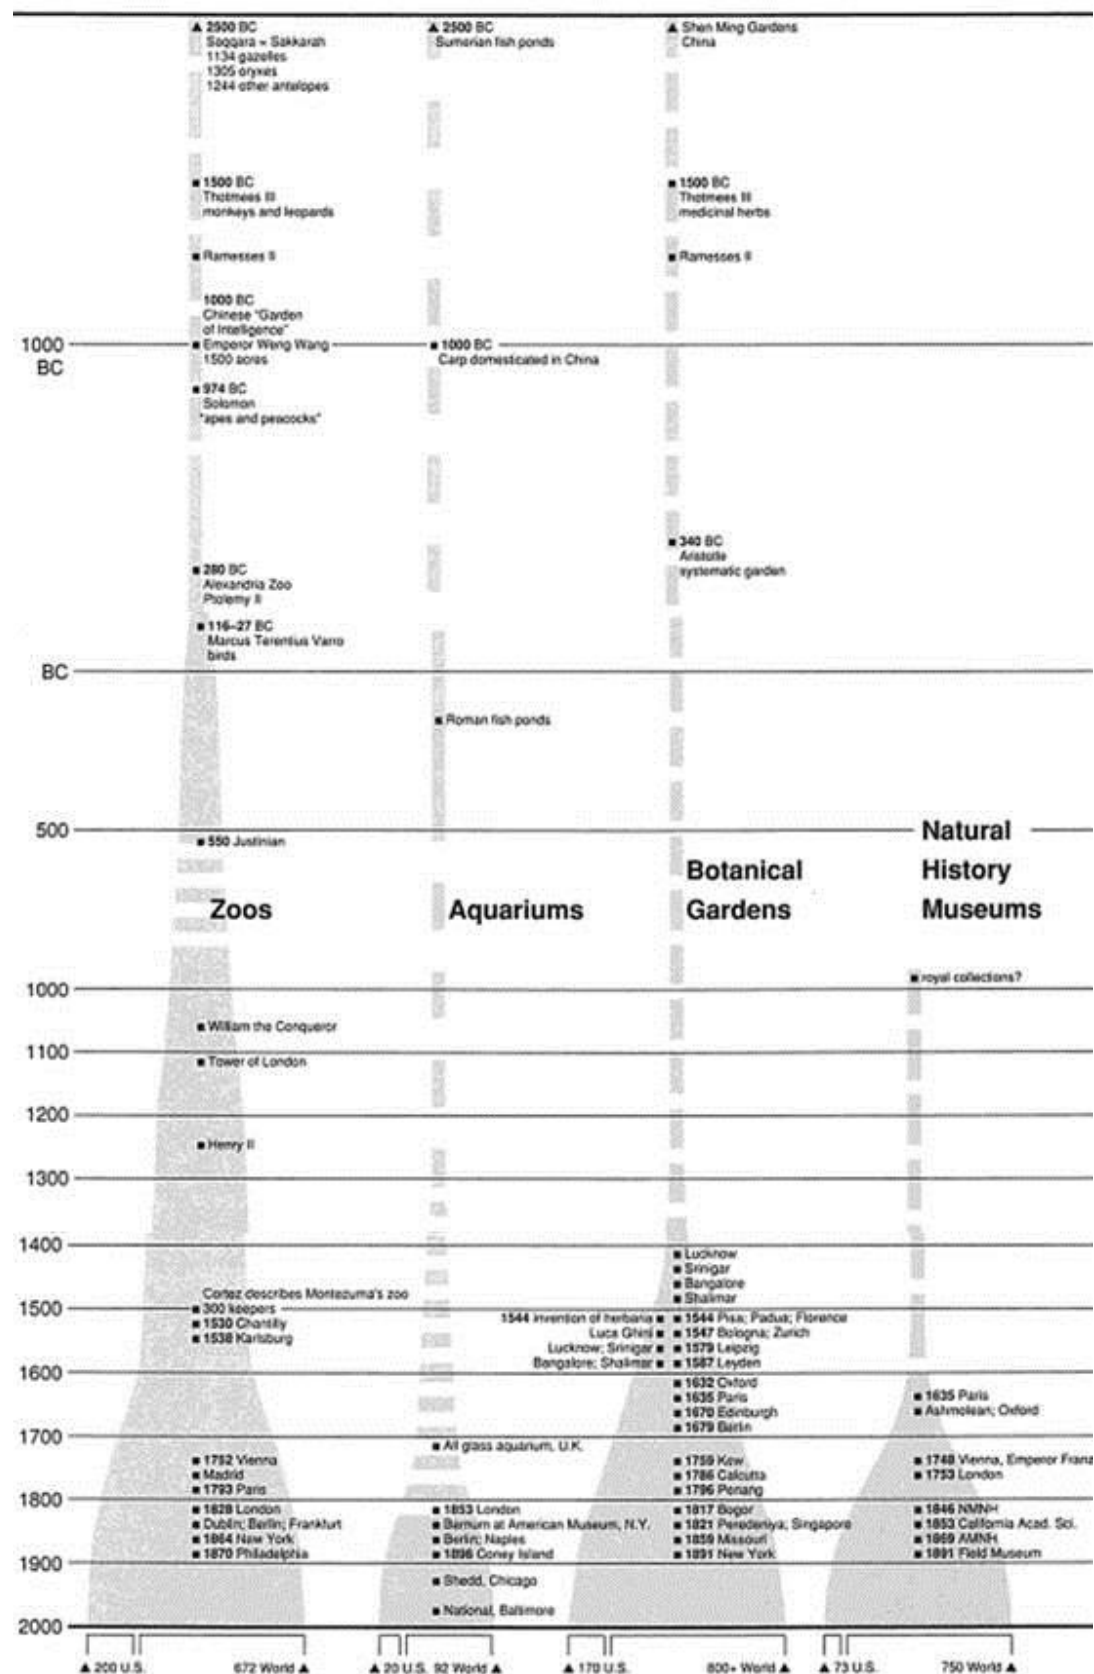 2500 BC
Saqqara = Sakkarah
1134 gazelles
1305 oryxes
1244 other antelopes
1500 BC
Thotmees III
monkeys and leopards
Ramesses II
1000 BC
Chinese "Garden
of Intelligence"
Emperor Weng Wang
1500 acres
974 BC
Solomon
"apes and peacocks"
280 BC
Alexandria Zoo
Ptolemy II
116–27 BC
Marcus Terentius Varro
birds
550 Justinian
Zoos
William the Conqueror
Tower of London
Henry II
Cortez describes Montezuma's zoo
300 keepers
1530 Chantilly
1538 Karlsburg
1752 Vienna
Madrid
1793 Paris
1828 London
Dublin; Berlin; Frankfurt
1864 New York
1870 Philadelphia
200 U.S.
672 World
2500 BC
Sumerian fish ponds
1000 BC
Carp domesticated in China
Roman fish ponds
Aquariums
All glass aquarium, U.K.
1853 London
Barnum at American Museum, N.Y.
Berlin; Naples
1896 Coney Island
Shedd, Chicago
National, Baltimore
20 U.S.
92 World
Shen Ming Gardens
China
1500 BC
Thotmees III
medicinal herbs
Ramesses II
340 BC
Aristotle
systematic garden
Botanical
Gardens
Lucknow
Srinigar
Bangalore
Shalimar
1544 invention of herbaria
Luca Ghini
Lucknow; Srinigar
Bangalore; Shalimar
1544 Pisa; Padua; Florence
1547 Bologna; Zurich
1579 Leipzig
1587 Leyden
1632 Oxford
1635 Paris
1670 Edinburgh
1679 Berlin
1759 Kew
1786 Calcutta
1796 Penang
1817 Bogor
1821 Peredeniya; Singapore
1859 Missouri
1891 New York
170 U.S.
800+ World
Natural
History
Museums
royal collections?
1635 Paris
Ashmolean; Oxford
1748 Vienna, Emperor Franz
1753 London
1846 NMNH
1853 California Acad. Sci.
1869 AMNH
1891 Field Museum
73 U.S.
750 World
1000
BC
BC
500
1000
1100
1200
1300
1400
1500
1600
1700
1800
1900
2000